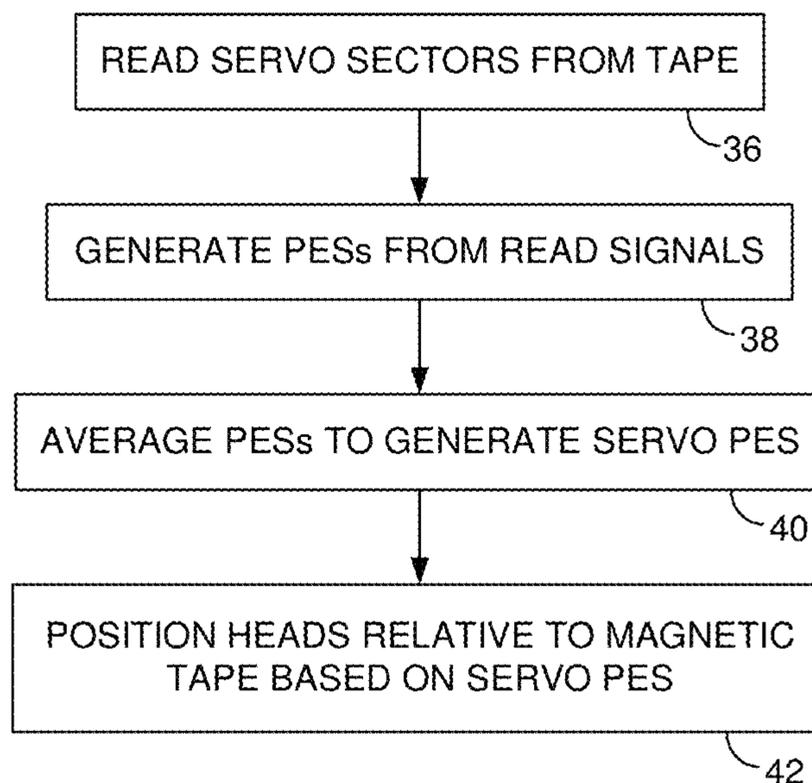 READ SERVO SECTORS FROM TAPE
36
GENERATE PESs FROM READ SIGNALS
38
AVERAGE PESs TO GENERATE SERVO PES
40
POSITION HEADS RELATIVE TO MAGNETIC
TAPE BASED ON SERVO PES
42